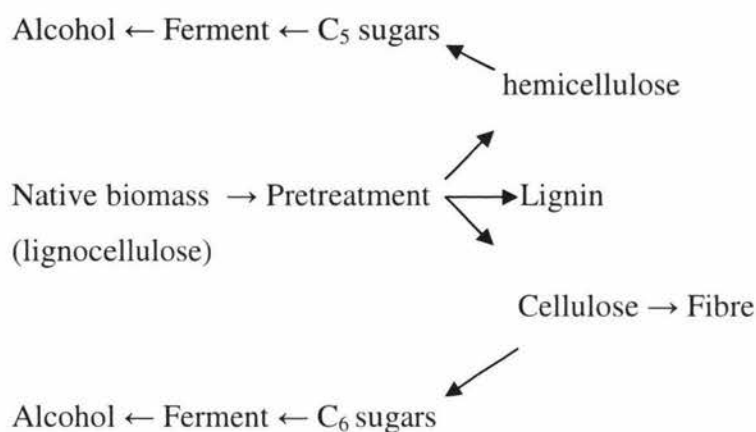 Alcohol ← Ferment ← C₅ sugars
hemicellulose
Native biomass → Pretreatment → Lignin
(lignocellulose)
Cellulose → Fibre
Alcohol ← Ferment ← C₆ sugars